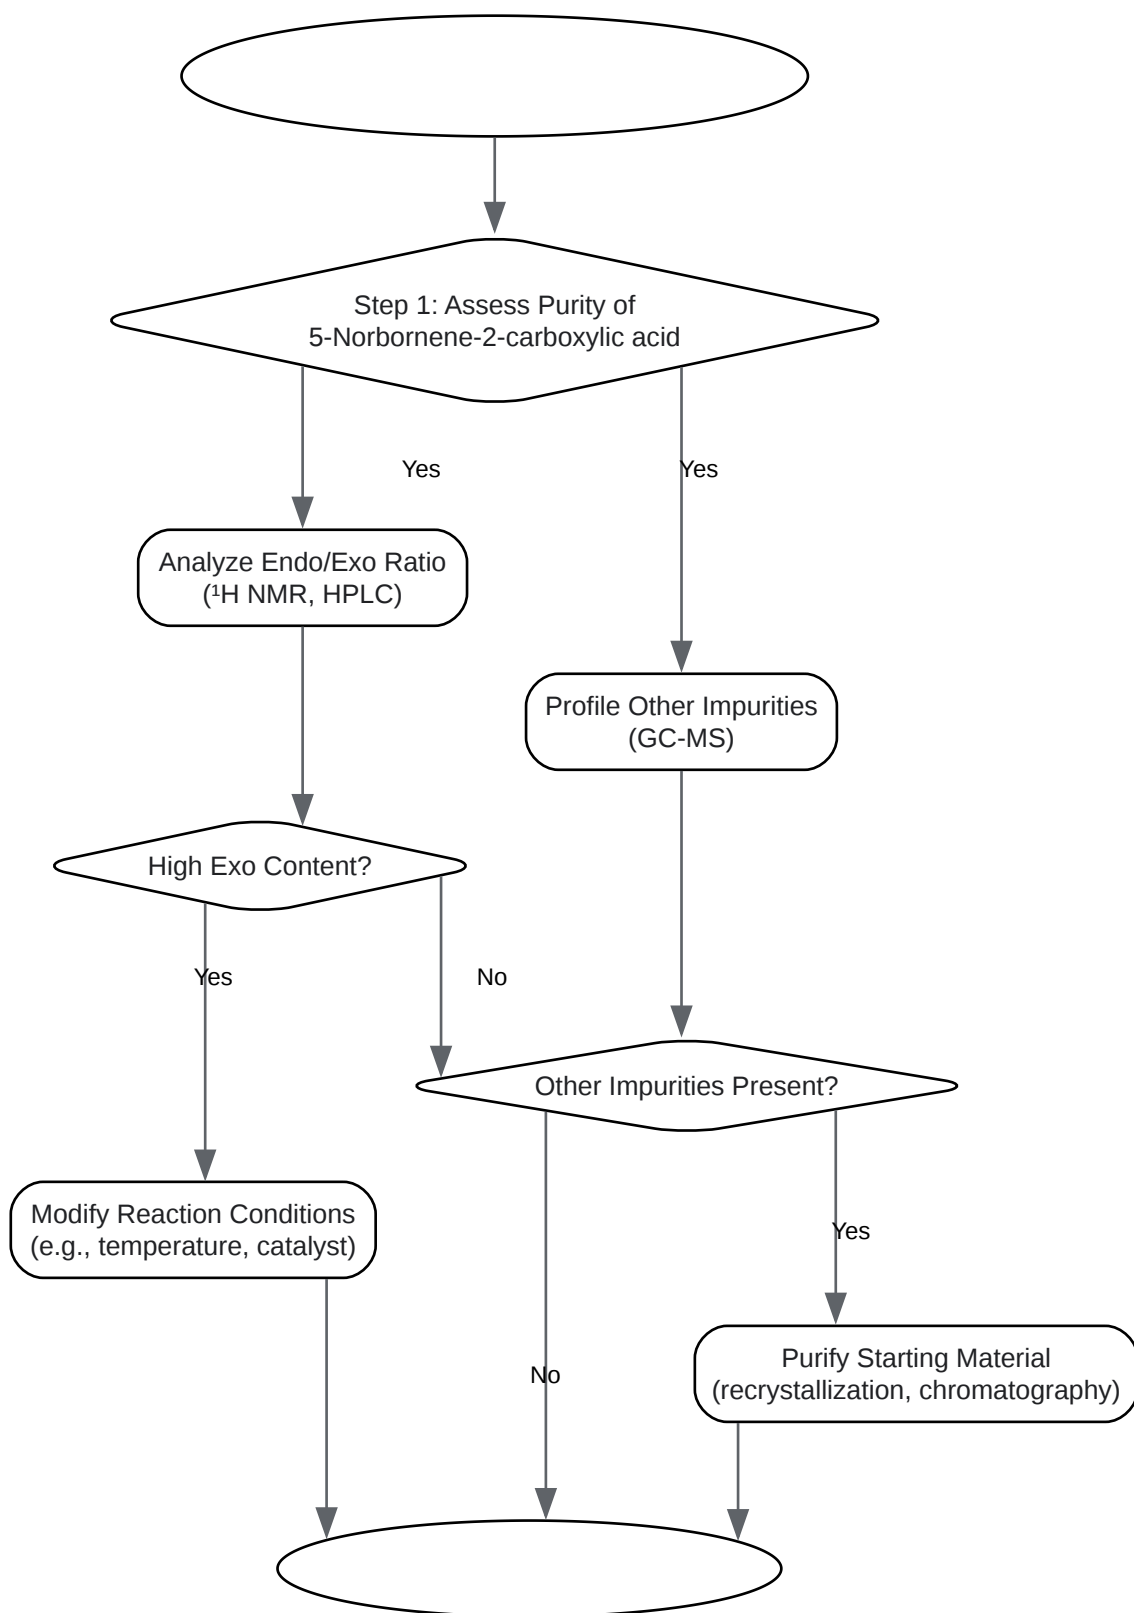 Step 1: Assess Purity of
5-Norbornene-2-carboxylic acid
Yes
Yes
Analyze Endo/Exo Ratio
(¹H NMR, HPLC)
Profile Other Impurities
(GC-MS)
High Exo Content?
Yes
No
Other Impurities Present?
Modify Reaction Conditions
(e.g., temperature, catalyst)
Yes
Purify Starting Material
(recrystallization, chromatography)
No